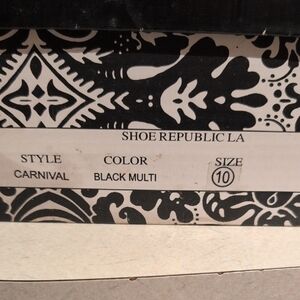 SHOE REPUBLIC LA
STYLE COLOR SIZE
CARNIVAL BLACK MULTI 10